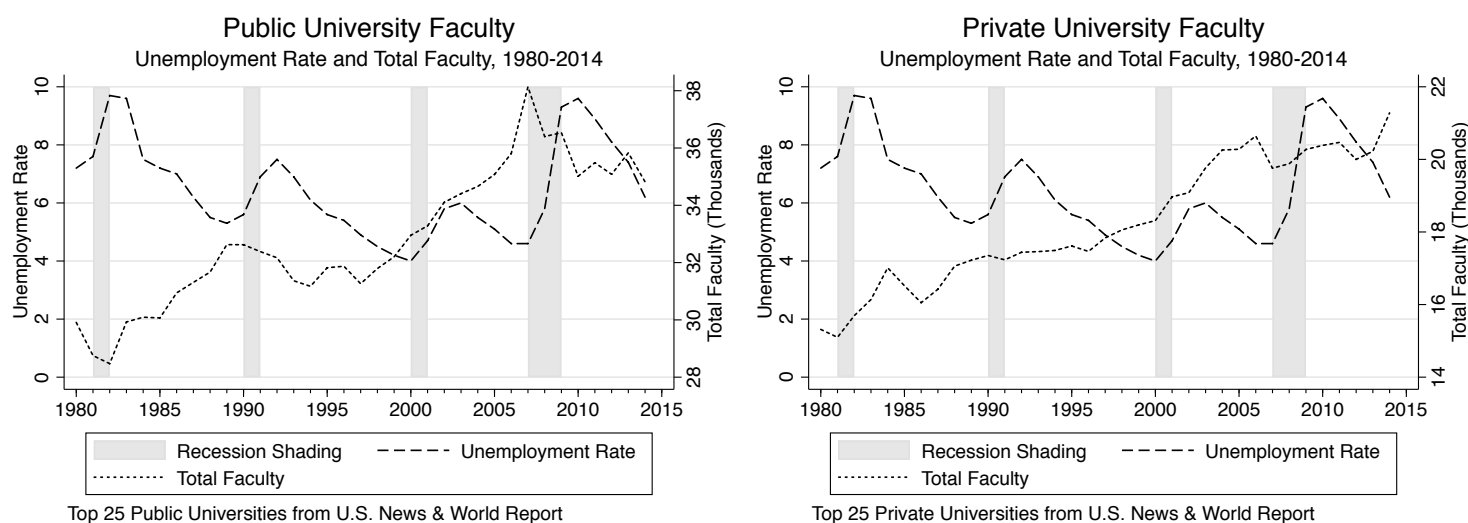 Public University Faculty
Unemployment Rate and Total Faculty, 1980-2014
Unemployment Rate
0 2 4 6 8 10
28 30 32 34 36 38
Total Faculty (Thousands)
1980 1985 1990 1995 2000 2005 2010 2015
Recession Shading Unemployment Rate
Total Faculty
Top 25 Public Universities from U.S. News & World Report
Private University Faculty
Unemployment Rate and Total Faculty, 1980-2014
Unemployment Rate
0 2 4 6 8 10
14 16 18 20 22
Total Faculty (Thousands)
1980 1985 1990 1995 2000 2005 2010 2015
Recession Shading Unemployment Rate
Total Faculty
Top 25 Private Universities from U.S. News & World Report